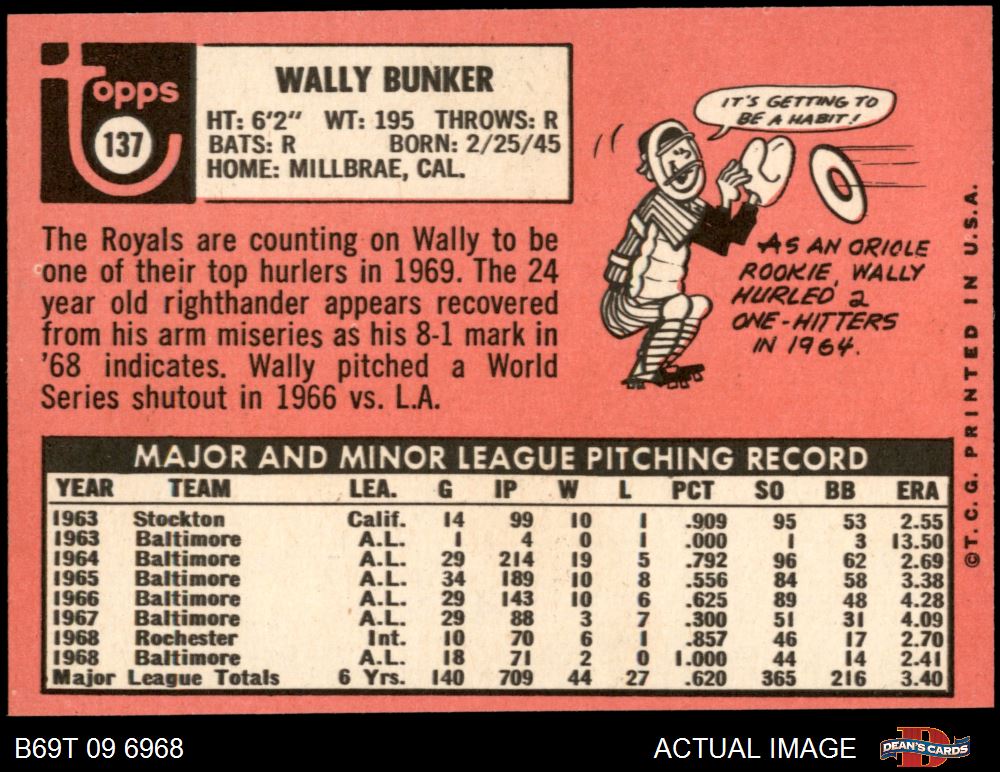 topps
137
WALLY BUNKER
HT: 6'2" WT: 195 THROWS: R
BATS: R BORN: 2/25/45
HOME: MILLBRAE, CAL.
The Royals are counting on Wally to be
one of their top hurlers in 1969. The 24
year old righthander appears recovered
from his arm miseries as his 8-1 mark in
'68 indicates. Wally pitched a World
Series shutout in 1966 vs. L.A.
IT'S GETTING TO
BE A HABIT!
AS AN ORIOLE
ROOKIE, WALLY
HURLED 2
ONE-HITTERS
IN 1964.
MAJOR AND MINOR LEAGUE PITCHING RECORD
YEAR TEAM LEA. G IP W L PCT SO BB ERA
1963 Stockton Calif. 14 99 10 1 .909 95 53 2.55
1963 Baltimore A.L. 1 4 0 1 .000 1 3 13.50
1964 Baltimore A.L. 29 214 19 5 .792 96 62 2.69
1965 Baltimore A.L. 34 189 10 8 .556 84 58 3.38
1966 Baltimore A.L. 29 143 10 6 .625 89 48 4.28
1967 Baltimore A.L. 29 88 3 7 .300 51 31 4.09
1968 Rochester Int. 10 70 6 1 .857 46 17 2.70
1968 Baltimore A.L. 18 71 2 0 1.000 44 14 2.41
Major League Totals 6 Yrs. 140 709 44 27 .620 365 216 3.40
©T. C. G. PRINTED IN U.S.A.
B69T 09 6968
ACTUAL IMAGE
D
DEAN'S CARDS